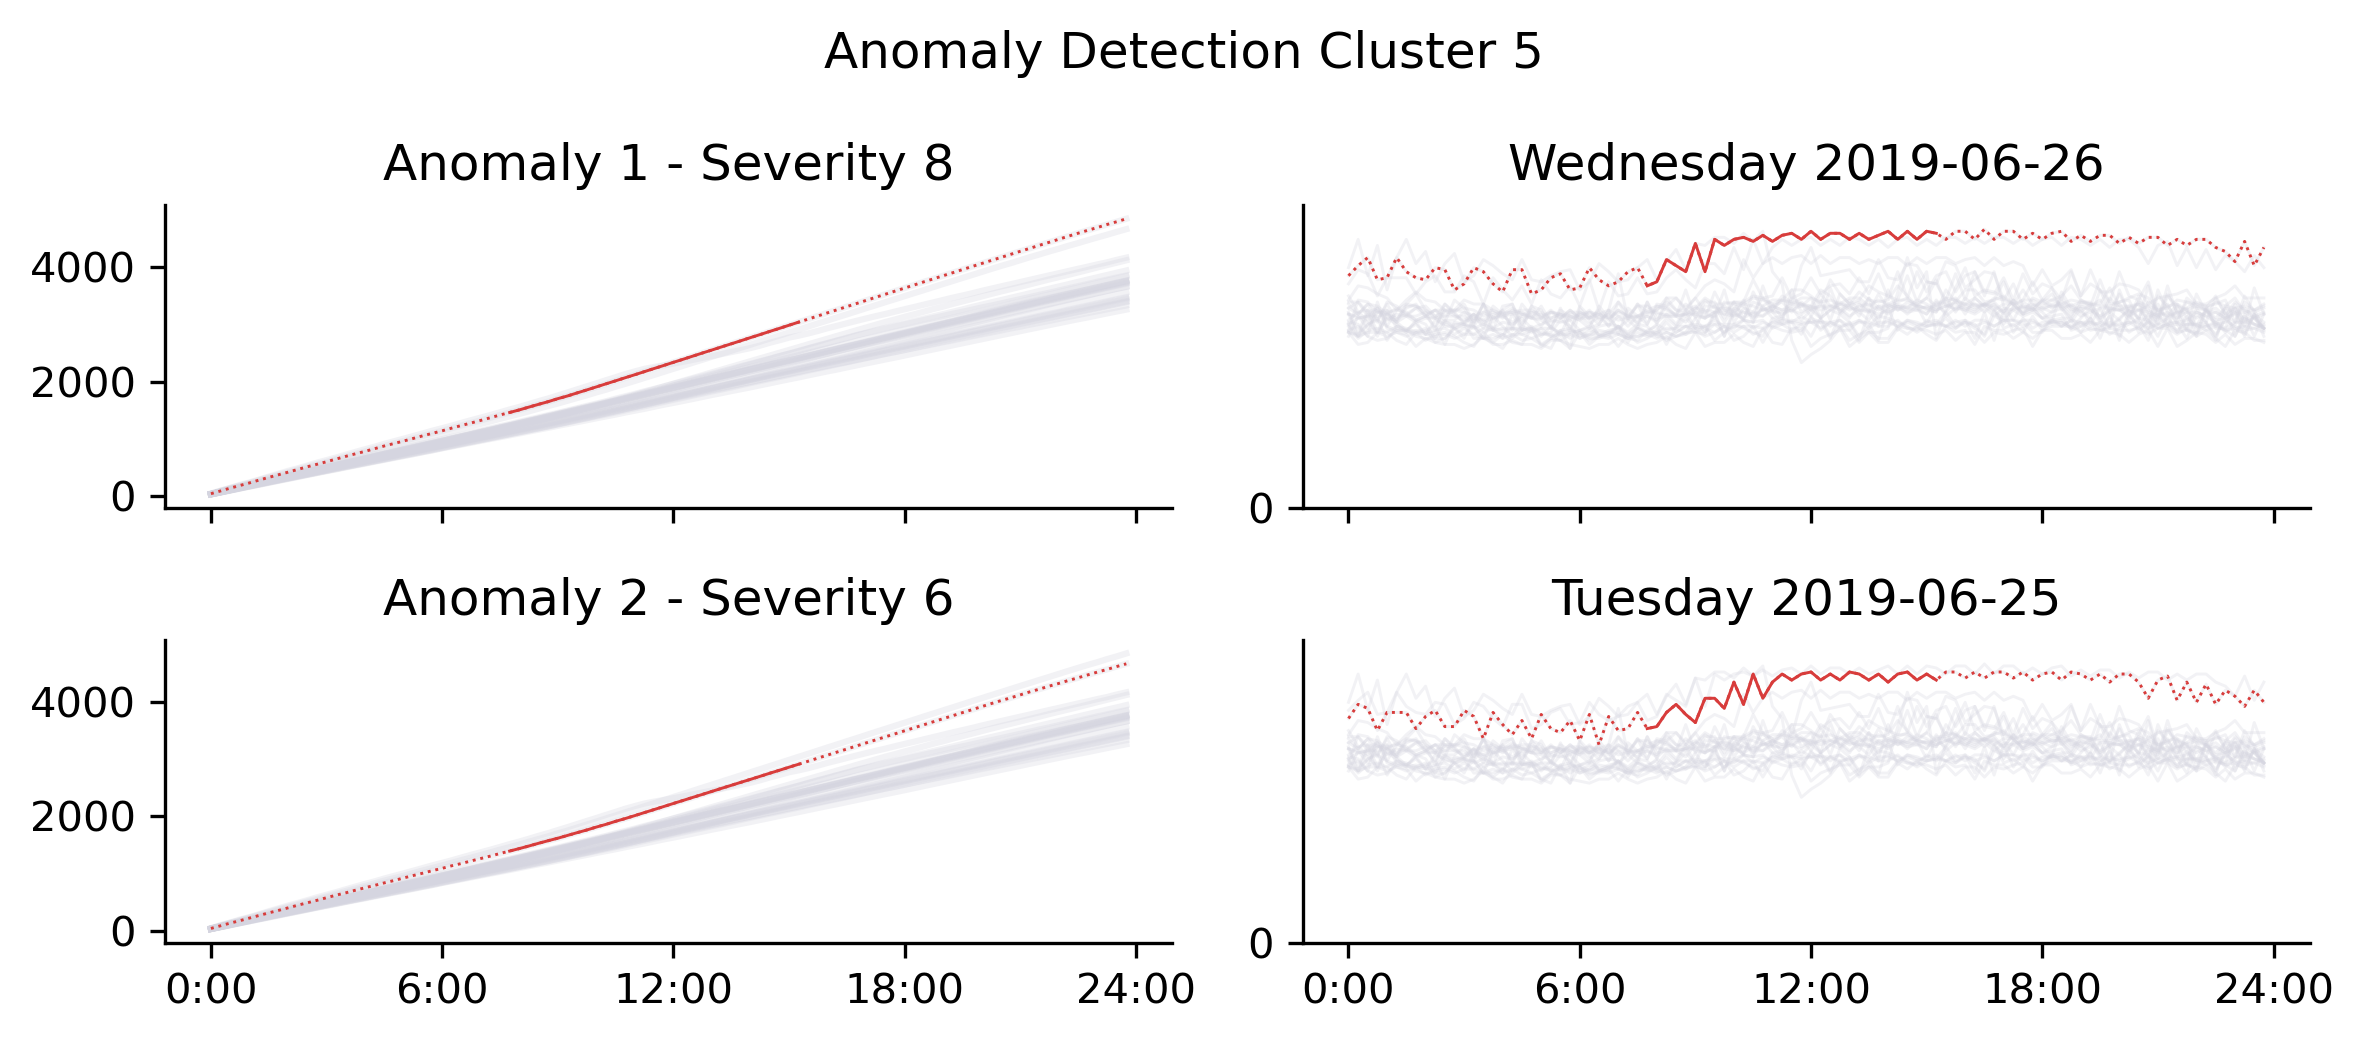 Anomaly Detection Cluster 5
Anomaly 1 - Severity 8
Wednesday 2019-06-26
4000
2000
0
0
Anomaly 2 - Severity 6
Tuesday 2019-06-25
4000
2000
0
0
0:00 6:00 12:00 18:00 24:00
0:00 6:00 12:00 18:00 24:00